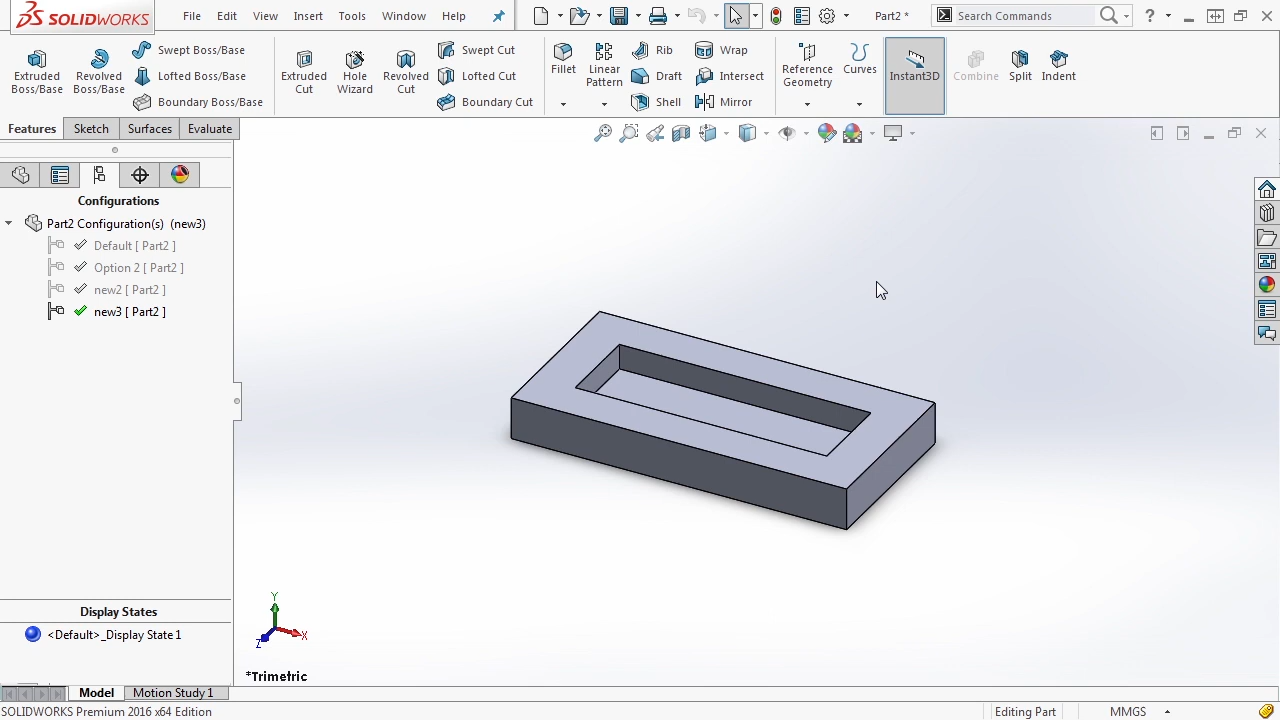 SOLIDWORKS File Edit View Insert Tools Window Help Part2 * Search Commands ?
Extruded Boss/Base
Revolved Boss/Base
Swept Boss/Base
Lofted Boss/Base
Boundary Boss/Base
Extruded Cut
Hole Wizard
Revolved Cut
Swept Cut
Lofted Cut
Boundary Cut
Fillet
Linear Pattern
Rib
Draft
Shell
Wrap
Intersect
Mirror
Reference Geometry
Curves
Instant3D
Combine
Split
Indent
Features Sketch Surfaces Evaluate
Configurations
Part2 Configuration(s) (new3)
Default [ Part2 ]
Option 2 [ Part2 ]
new2 [ Part2 ]
new3 [ Part2 ]
Display States
<Default>_Display State 1
Y
X
Z
*Trimetric
Model Motion Study 1
SOLIDWORKS Premium 2016 x64 Edition Editing Part MMGS